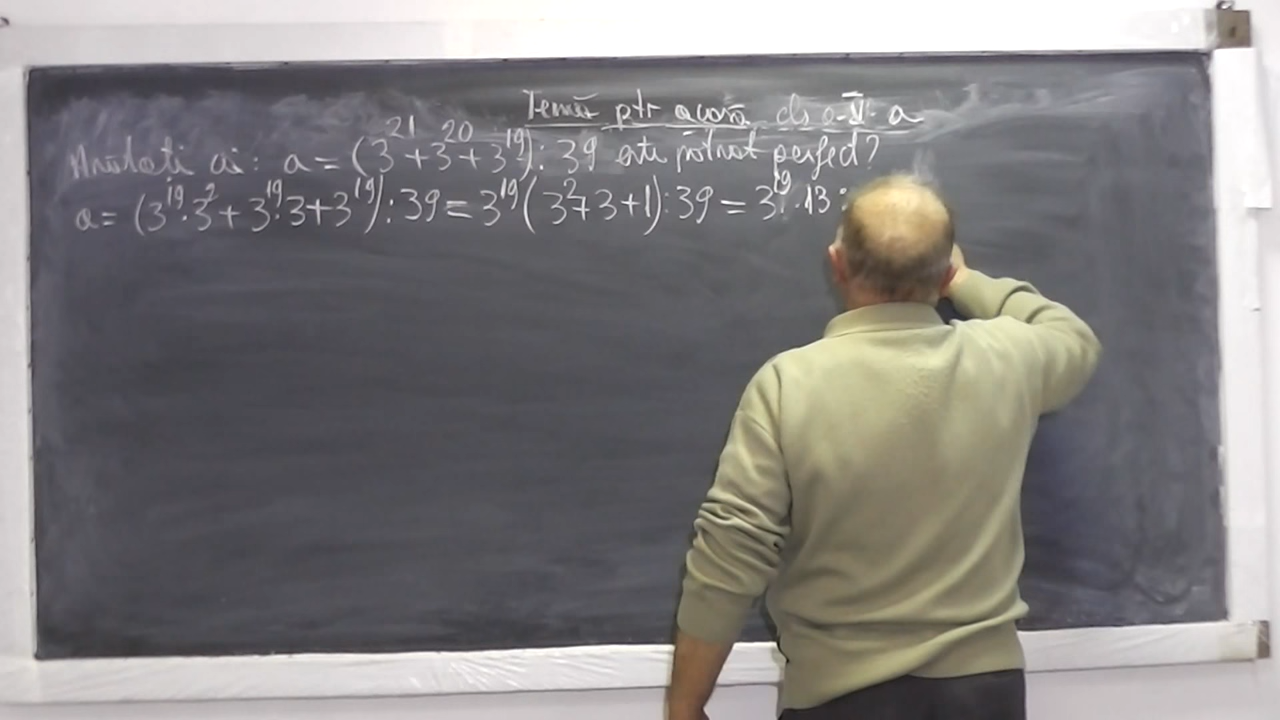 Temă ptr acasă cls a-V-a
Arătați că: a = (3²¹+3²⁰+3¹⁹):39 este pătrat perfect?
a = (3¹⁹·3²+3¹⁹·3+3¹⁹):39 = 3¹⁹(3²+3+1):39 = 3¹⁹·13: